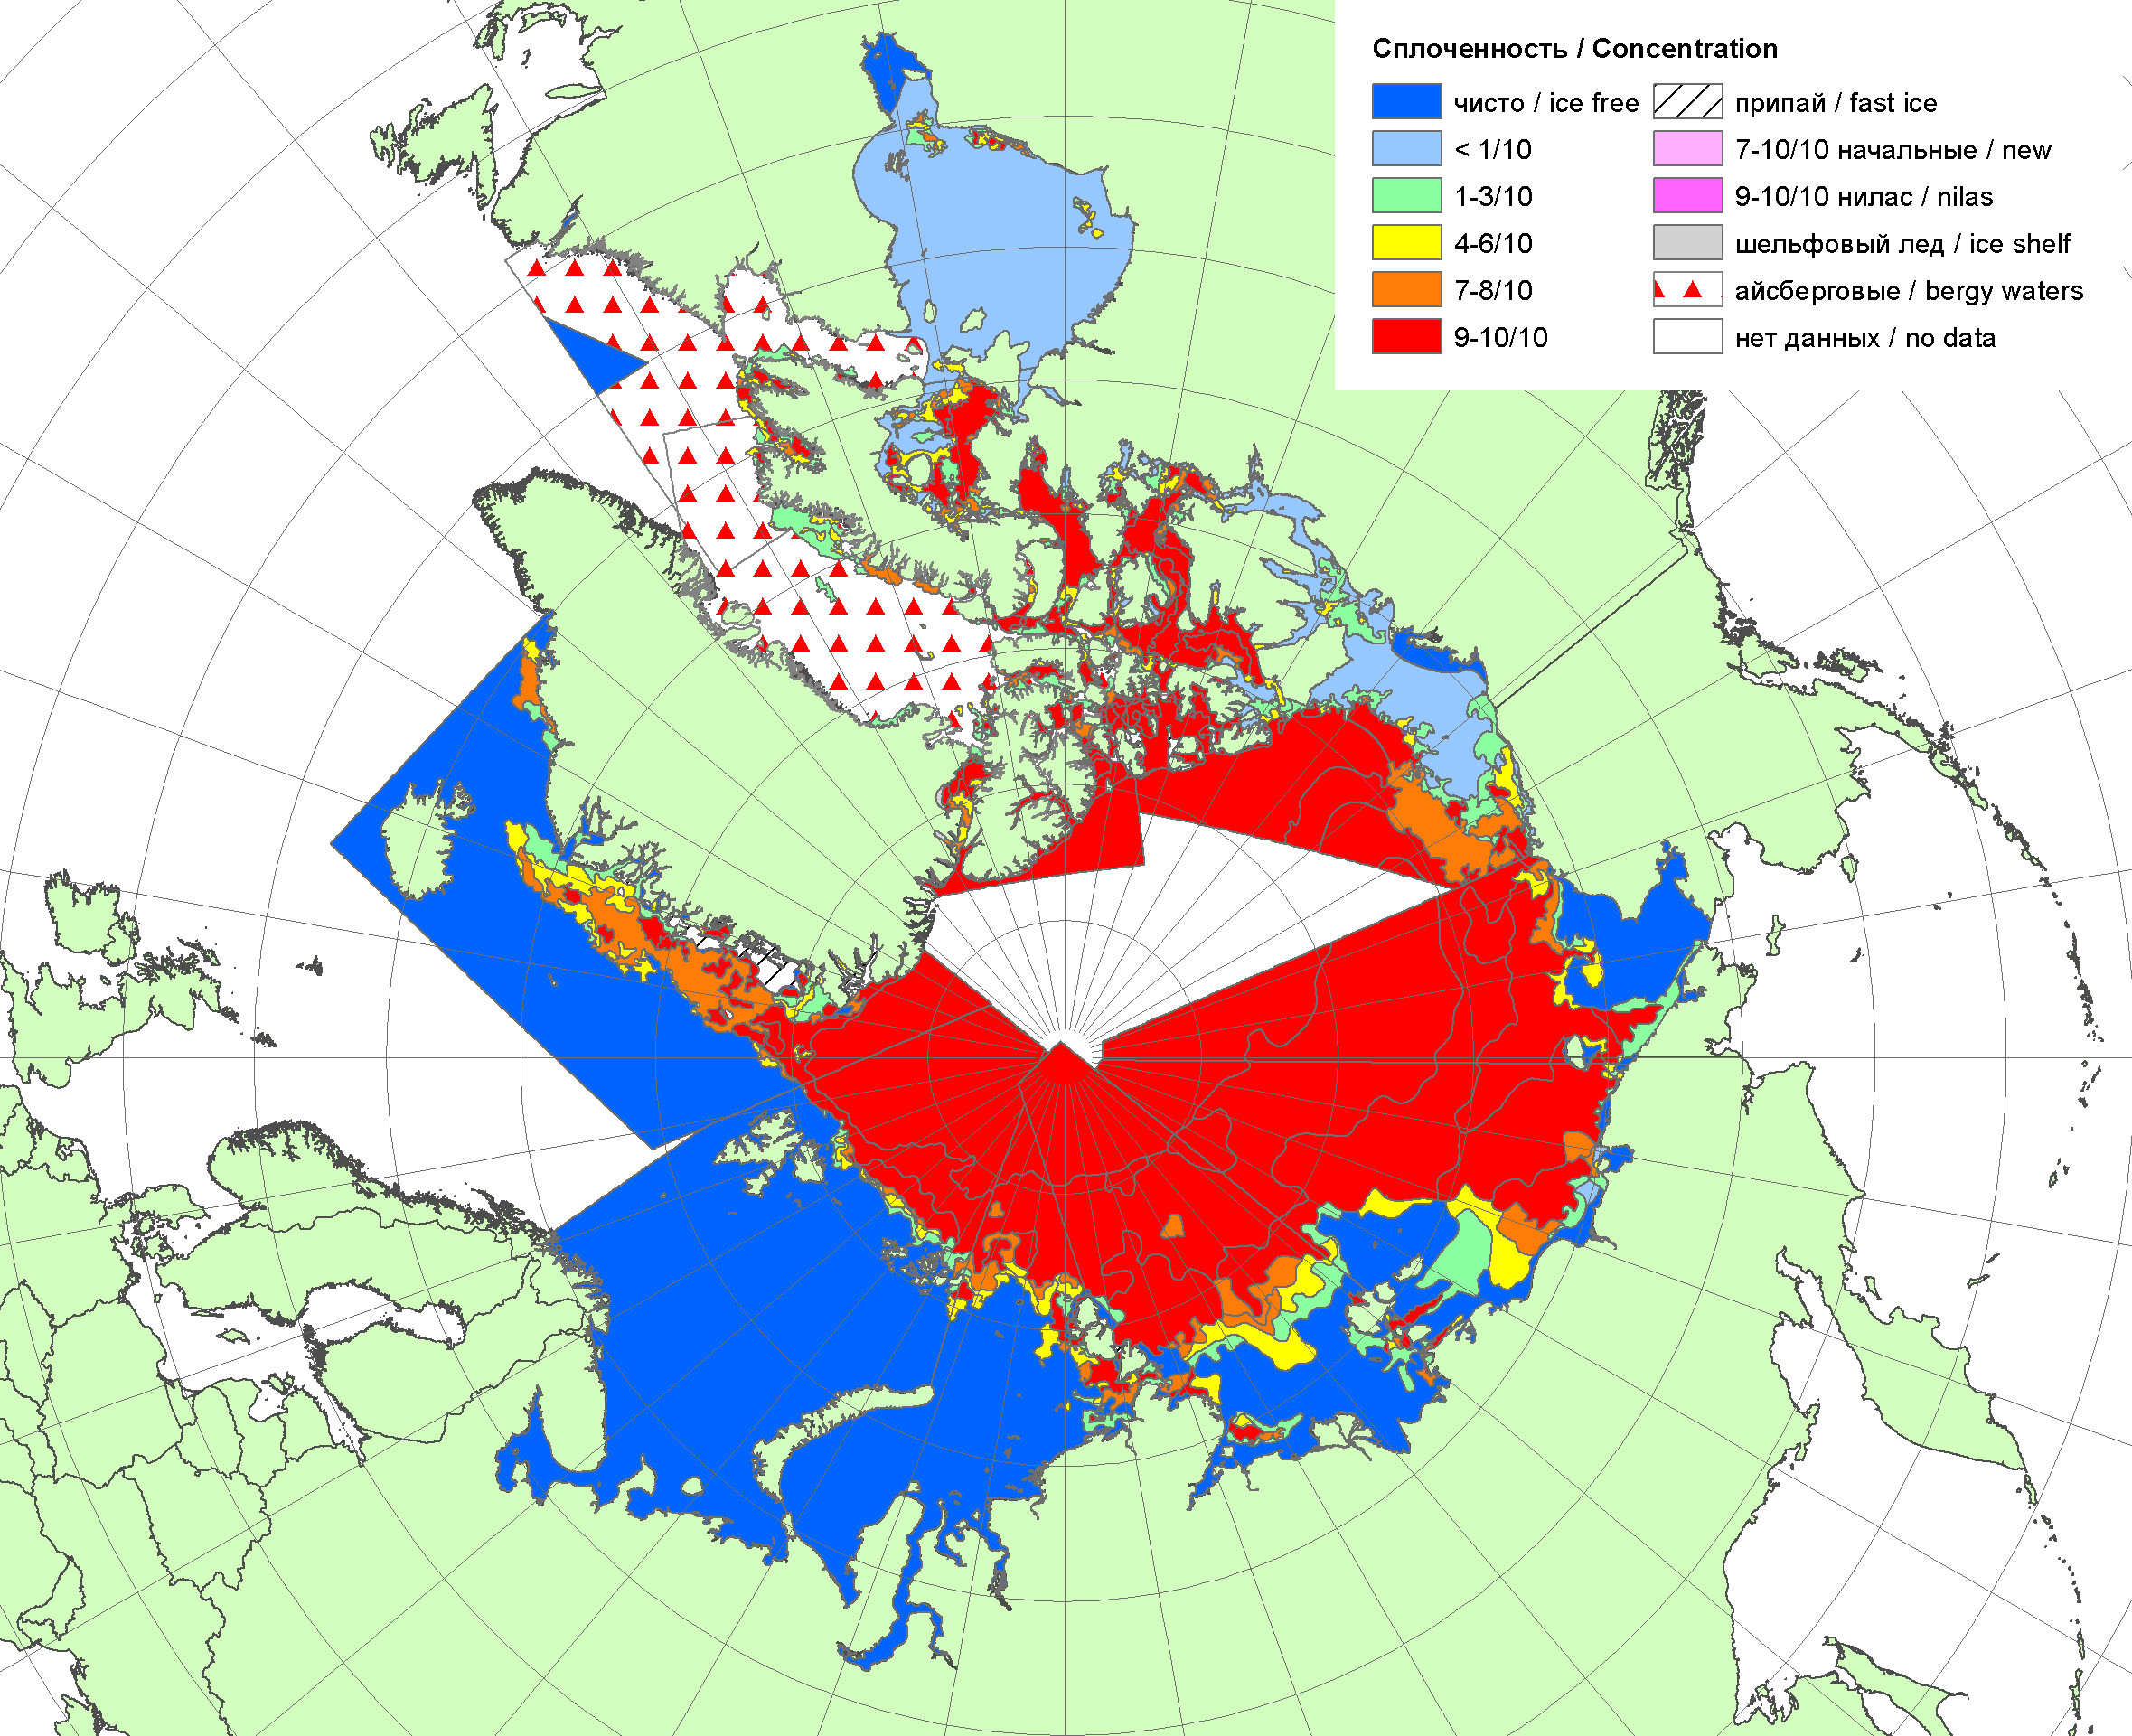 Сплоченность / Concentration
чисто / ice free
< 1/10
1-3/10
4-6/10
7-8/10
9-10/10
припай / fast ice
7-10/10 начальные / new
9-10/10 нилас / nilas
шельфовый лед / ice shelf
айсберговые / bergy waters
нет данных / no data